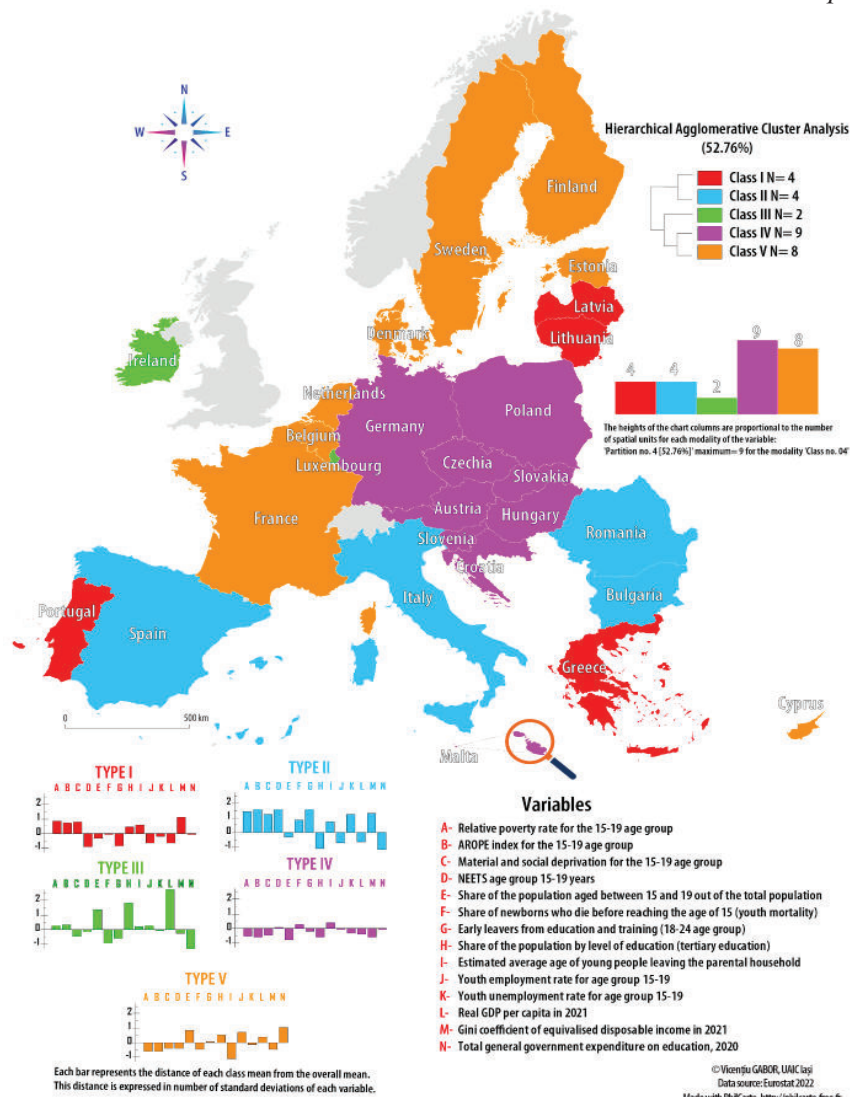 N
W
E
S
Hierarchical Agglomerative Cluster Analysis
(52.76%)
Class I N= 4
Class II N= 4
Class III N= 2
Class IV N= 9
Class V N= 8
Finland
Sweden
Estonia
Latvia
Lithuania
Denmark
Ireland
Netherlands
Belgium
Luxembourg
Germany
Poland
Czechia
Slovakia
Austria
Hungary
Slovenia
Croatia
France
Romania
Bulgaria
Italy
Portugal
Spain
Greece
Cyprus
Malta
4 4 2 9 8
The heights of the chart columns are proportional to the number
of spatial units for each modality of the variable:
'Partition no. 4 [52.76%]' maximum= 9 for the modality 'Class no. 04'
0 500 km
TYPE I
A B C D E F G H I J K L M N
2
1
0
-1
TYPE II
A B C D E F G H I J K L M N
2
1
0
-1
TYPE III
A B C D E F G H I J K L M N
2
1
0
-1
TYPE IV
A B C D E F G H I J K L M N
2
1
0
-1
TYPE V
A B C D E F G H I J K L M N
2
1
0
-1
Each bar represents the distance of each class mean from the overall mean.
This distance is expressed in number of standard deviations of each variable.
Variables
A- Relative poverty rate for the 15-19 age group
B- AROPE index for the 15-19 age group
C- Material and social deprivation for the 15-19 age group
D- NEETS age group 15-19 years
E- Share of the population aged between 15 and 19 out of the total population
F- Share of newborns who die before reaching the age of 15 (youth mortality)
G- Early leavers from education and training (18-24 age group)
H- Share of the population by level of education (tertiary education)
I- Estimated average age of young people leaving the parental household
J- Youth employment rate for age group 15-19
K- Youth unemployment rate for age group 15-19
L- Real GDP per capita in 2021
M- Gini coefficient of equivalised disposable income in 2021
N- Total general government expenditure on education, 2020
©Vicențiu GABOR, UAIC Iași
Data source: Eurostat 2022